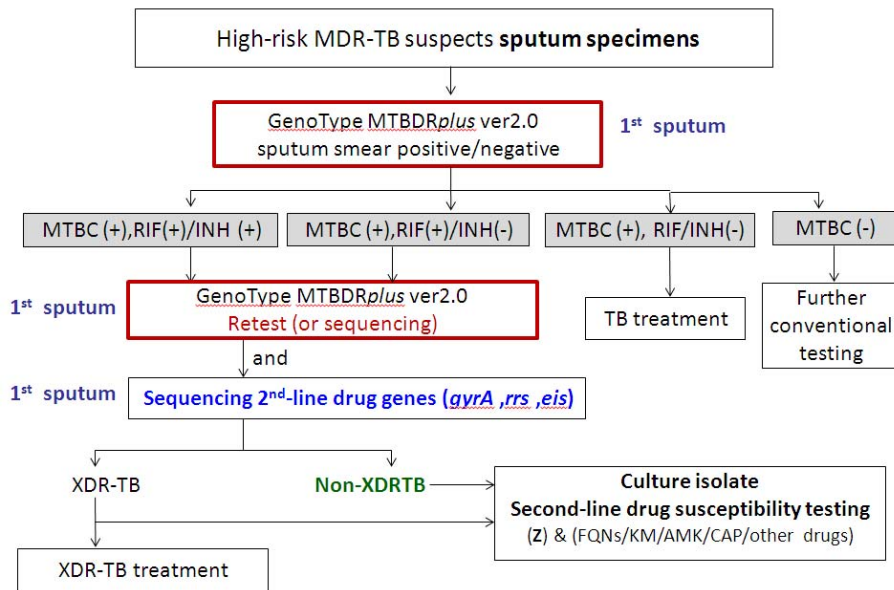 High-risk MDR-TB suspects sputum specimens
GenoType MTBDRplus ver2.0
sputum smear positive/negative
1st sputum
MTBC (+),RIF(+)/INH (+)
MTBC (+),RIF(+)/INH(-)
MTBC (+), RIF/INH(-)
MTBC (-)
1st sputum
GenoType MTBDRplus ver2.0
Retest (or sequencing)
TB treatment
Further
conventional
testing
and
1st sputum
Sequencing 2nd-line drug genes (gyrA ,rrs ,eis)
XDR-TB
Non-XDRTB
Culture isolate
Second-line drug susceptibility testing
(Z) & (FQNs/KM/AMK/CAP/other drugs)
XDR-TB treatment